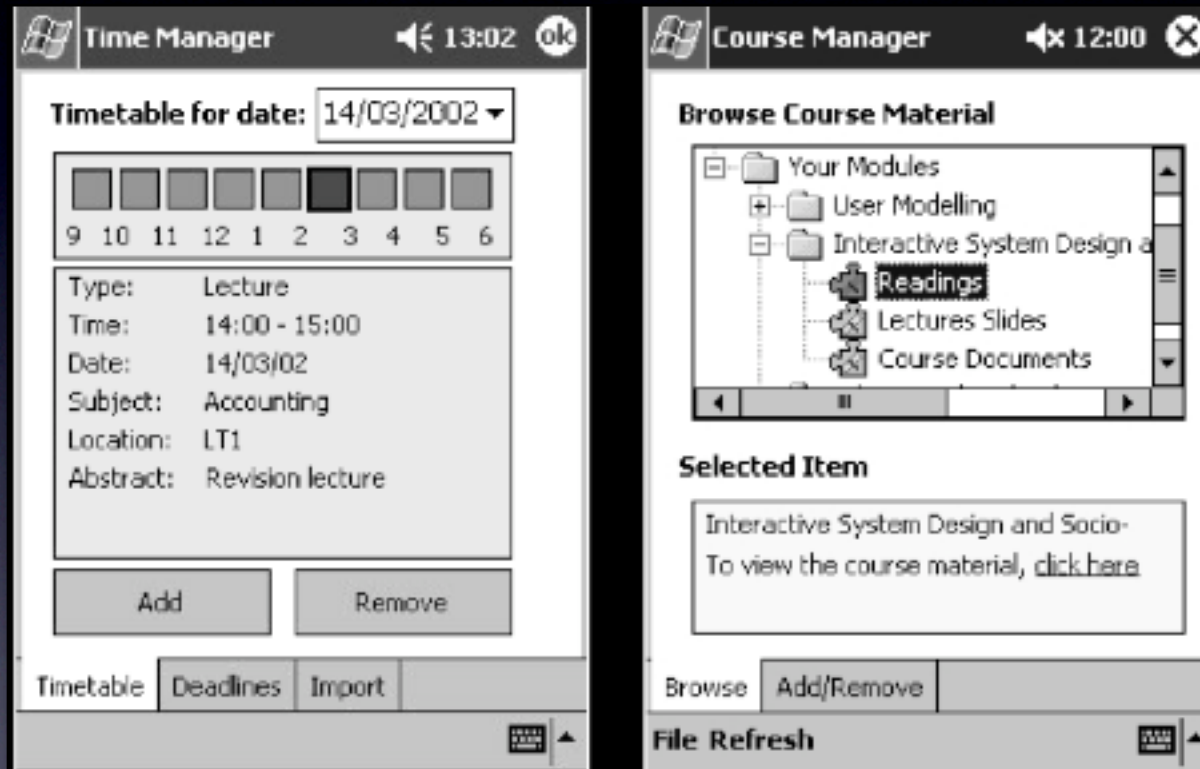 Time Manager 13:02 ok
Timetable for date: 14/03/2002
9 10 11 12 1 2 3 4 5 6
Type: Lecture
Time: 14:00 - 15:00
Date: 14/03/02
Subject: Accounting
Location: LT1
Abstract: Revision lecture
Add Remove
Timetable Deadlines Import
Course Manager 12:00
Browse Course Material
Your Modules
User Modelling
Interactive System Design a
Readings
Lectures Slides
Course Documents
Selected Item
Interactive System Design and Socio-
To view the course material, click here
Browse Add/Remove
File Refresh